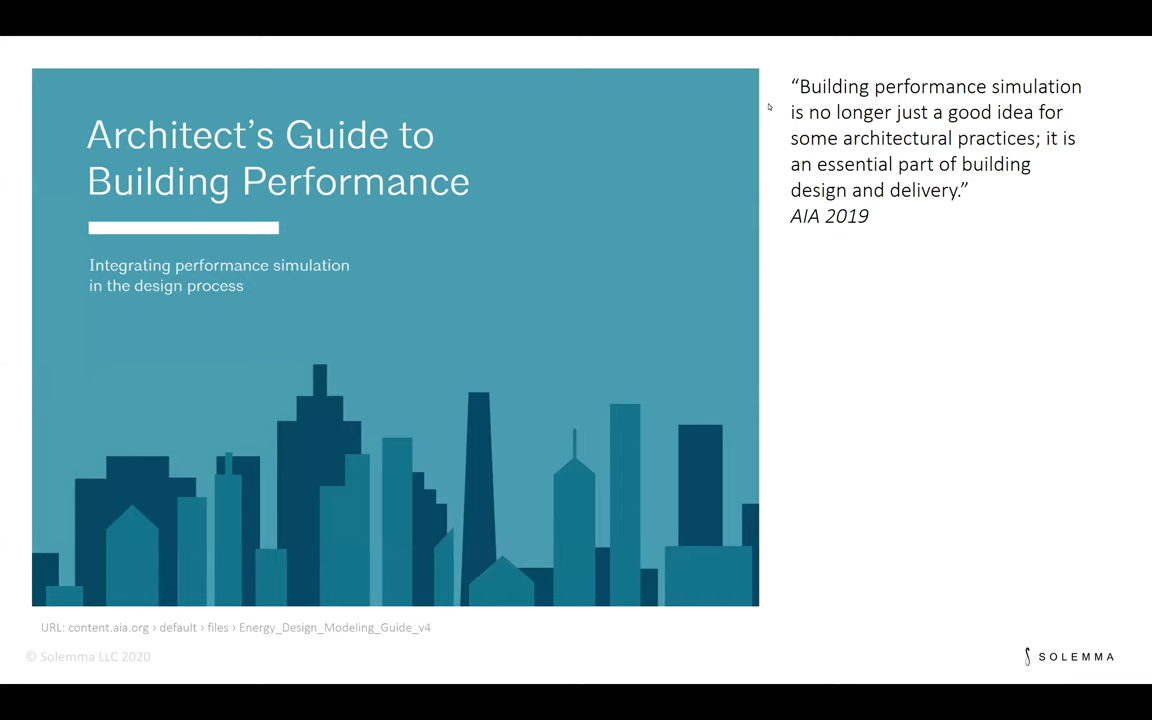 Architect’s Guide to
Building Performance
Integrating performance simulation
in the design process
“Building performance simulation
is no longer just a good idea for
some architectural practices; it is
an essential part of building
design and delivery.”
AIA 2019
URL: content.aia.org › default › files › Energy_Design_Modeling_Guide_v4
© Solemma LLC 2020
SOLEMMA